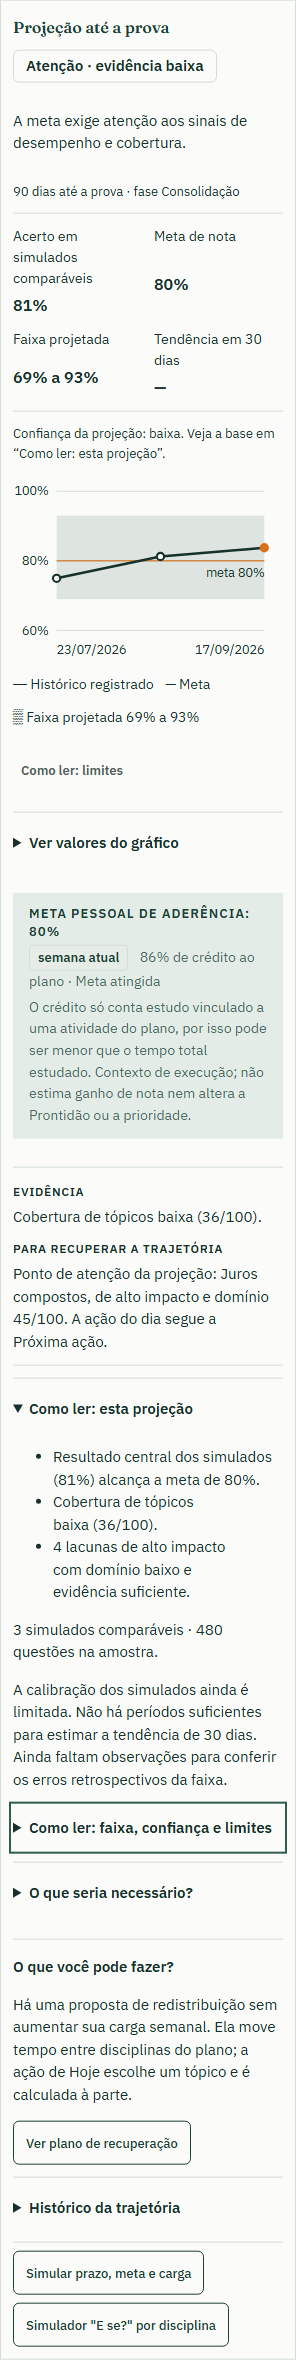 Projeção até a prova
Atenção · evidência baixa
A meta exige atenção aos sinais de
desempenho e cobertura.
90 dias até a prova · fase Consolidação
Acerto em
simulados
comparáveis
81%
Meta de nota
80%
Faixa projetada
69% a 93%
Tendência em 30
dias
—
Confiança da projeção: baixa. Veja a base em
“Como ler: esta projeção”.
100%
80%
meta 80%
60%
23/07/2026 17/09/2026
— Histórico registrado — Meta
▒ Faixa projetada 69% a 93%
Como ler: limites
▶ Ver valores do gráfico
META PESSOAL DE ADERÊNCIA:
80%
semana atual 86% de crédito ao
plano · Meta atingida
O crédito só conta estudo vinculado a
uma atividade do plano, por isso pode
ser menor que o tempo total
estudado. Contexto de execução; não
estima ganho de nota nem altera a
Prontidão ou a prioridade.
EVIDÊNCIA
Cobertura de tópicos baixa (36/100).
PARA RECUPERAR A TRAJETÓRIA
Ponto de atenção da projeção: Juros
compostos, de alto impacto e domínio
45/100. A ação do dia segue a
Próxima ação.
▼ Como ler: esta projeção
• Resultado central dos simulados
(81%) alcança a meta de 80%.
• Cobertura de tópicos
baixa (36/100).
• 4 lacunas de alto impacto
com domínio baixo e
evidência suficiente.
3 simulados comparáveis · 480
questões na amostra.
A calibração dos simulados ainda é
limitada. Não há períodos suficientes
para estimar a tendência de 30 dias.
Ainda faltam observações para conferir
os erros retrospectivos da faixa.
▶ Como ler: faixa, confiança e limites
▶ O que seria necessário?
O que você pode fazer?
Há uma proposta de redistribuição sem
aumentar sua carga semanal. Ela move
tempo entre disciplinas do plano; a
ação de Hoje escolhe um tópico e é
calculada à parte.
Ver plano de recuperação
▶ Histórico da trajetória
Simular prazo, meta e carga
Simulador "E se?" por disciplina